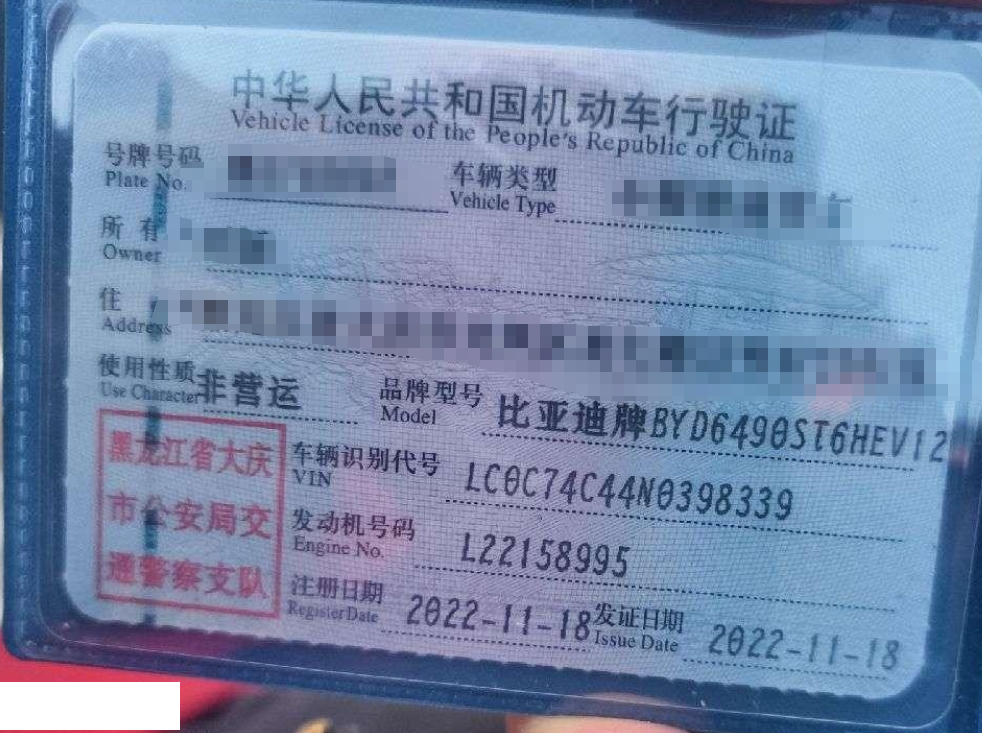 中华人民共和国机动车行驶证
Vehicle License of the People's Republic of China
号牌号码
Plate No.
车辆类型
Vehicle Type
所有
Owner
住
Address
使用性质 非营运
Use Character
品牌型号 比亚迪牌BYD6490ST6HEV12
Model
黑龙江省大庆
市公安局交
通警察支队
车辆识别代号 LC0C74C44N0398339
VIN
发动机号码 L22158995
Engine No.
注册日期 2022-11-18
Register Date
发证日期 2022-11-18
Issue Date